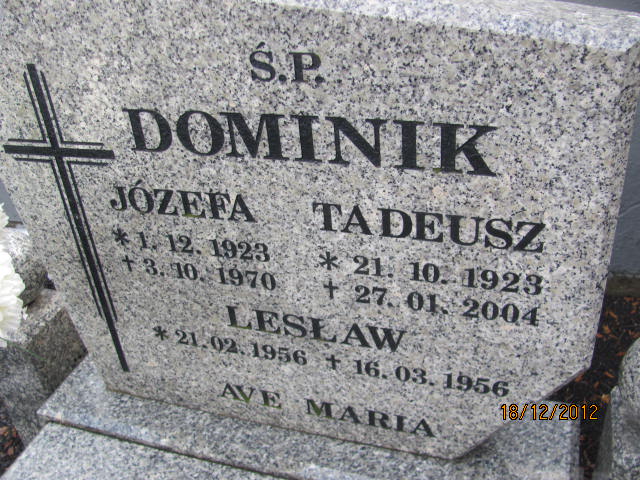 Ś.P.
DOMINIK
JÓZEFA TADEUSZ
* 1. 12. 1923 * 21. 10. 1923
† 3. 10. 1970 † 27. 01. 2004
LESŁAW
* 21. 02. 1956 † 16. 03. 1956
AVE MARIA
18/12/2012